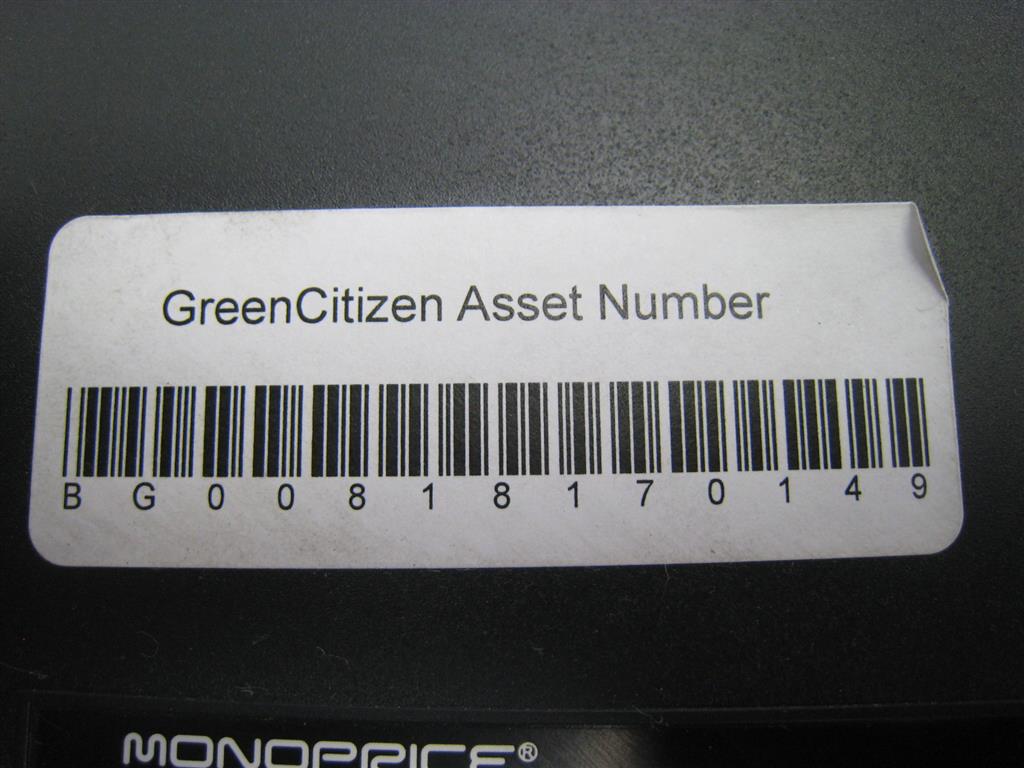 GreenCitizen Asset Number
B G 0 0 8 1 8 1 7 0 1 4 9
MONOPRICE®